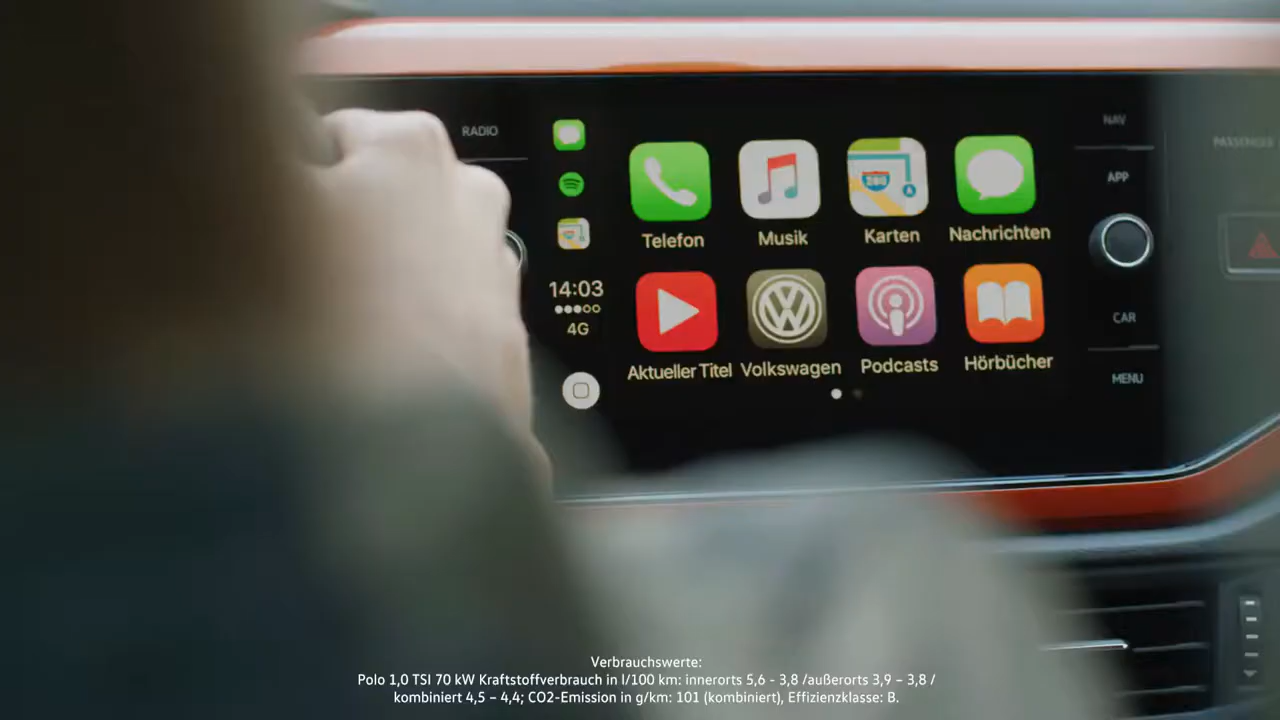 RADIO
NAV
PASSENGER
APP
280
Telefon
Musik
Karten
Nachrichten
14:03
4G
CAR
Aktueller Titel
Volkswagen
Podcasts
Hörbücher
MENU
Verbrauchswerte:
Polo 1,0 TSI 70 kW Kraftstoffverbrauch in l/100 km: innerorts 5,6 - 3,8 /außerorts 3,9 – 3,8 /
kombiniert 4,5 – 4,4; CO2-Emission in g/km: 101 (kombiniert), Effizienzklasse: B.